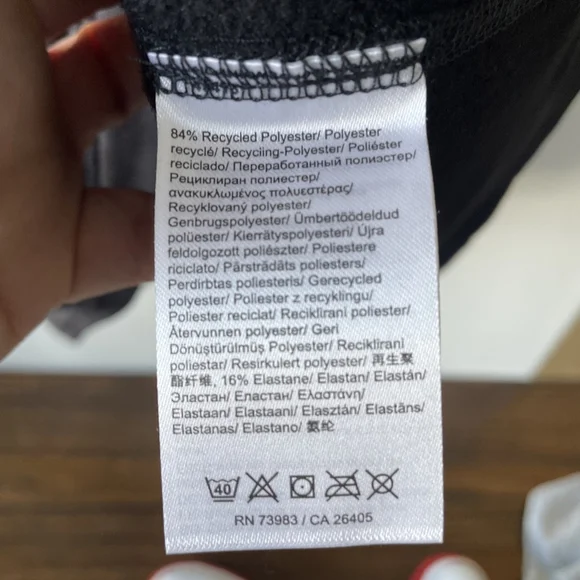 84% Recycled Polyester/ Polyester
recyclé/ Recyciing-Polyester/ Poliéster
reciclado/ Переработанный полиэстер/
Рециклиран полиестер/
ανακυκλωμένος πολυεστέρας/
Recyklovaný polyester/
Genbrugspolyester/ Ümbertöödeldud
polüester/ Kierrätyspolyesteri/ Újra
feldolgozott poliészter/ Poliestere
riciclato/ Pārstrādāts poliesters/
Perdirbtas poliesteris/ Gerecycled
polyester/ Poliester z recyklingu/
Poliester reciclat/ Reciklirani poliester/
Återvunnen polyester/ Geri
Dönüştürülmüş Polyester/ Reciklirani
poliestar/ Resirkulert polyester/ 再生聚
酯纤维, 16% Elastane/ Elastan/ Elastán/
Эластан/ Еластан/ Ελαστάνη/
Elastaan/ Elastaani/ Elasztán/ Elastāns/
Elastanas/ Elastano/ 氨纶
40
RN 73983 / CA 26405